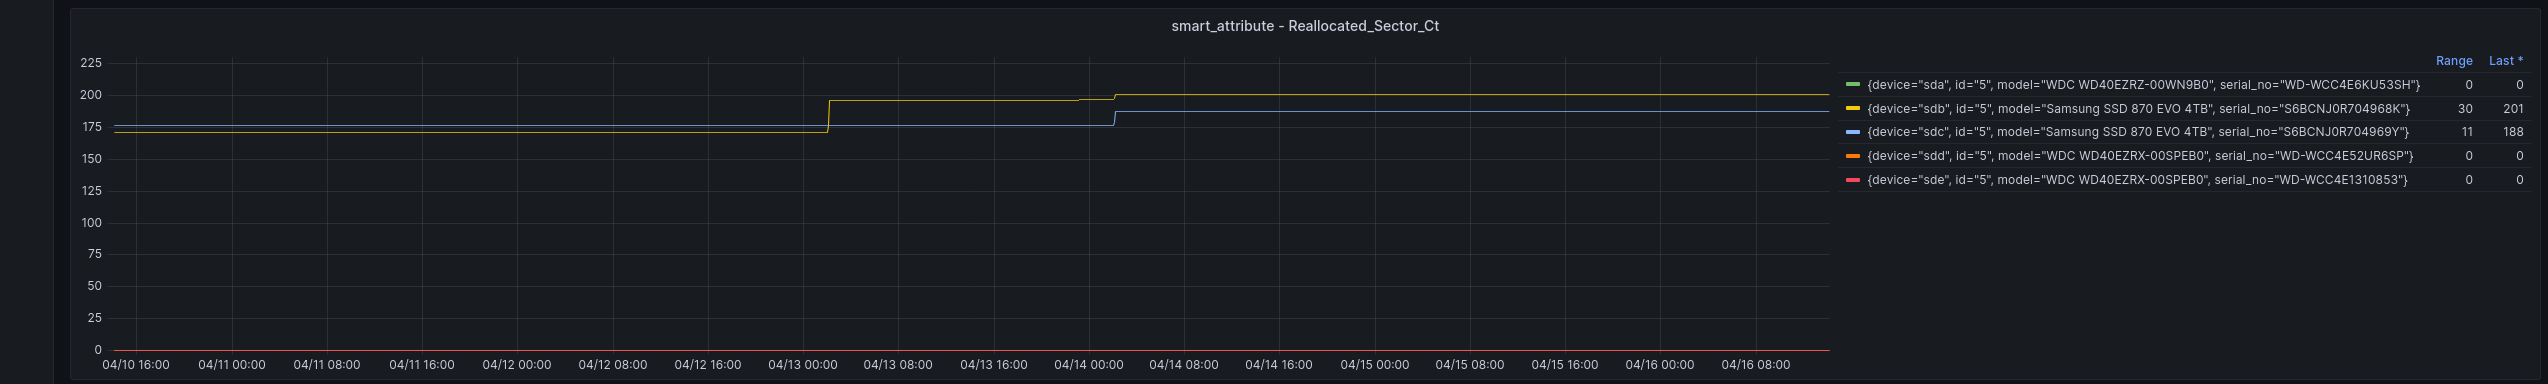 smart_attribute - Reallocated_Sector_Ct
Range Last *
225
200
175
150
125
100
75
50
25
0
{device="sda", id="5", model="WDC WD40EZRZ-00WN9B0", serial_no="WD-WCC4E6KU53SH"} 0 0
{device="sdb", id="5", model="Samsung SSD 870 EVO 4TB", serial_no="S6BCNJ0R704968K"} 30 201
{device="sdc", id="5", model="Samsung SSD 870 EVO 4TB", serial_no="S6BCNJ0R704969Y"} 11 188
{device="sdd", id="5", model="WDC WD40EZRX-00SPEB0", serial_no="WD-WCC4E52UR6SP"} 0 0
{device="sde", id="5", model="WDC WD40EZRX-00SPEB0", serial_no="WD-WCC4E1310853"} 0 0
04/10 16:00 04/11 00:00 04/11 08:00 04/11 16:00 04/12 00:00 04/12 08:00 04/12 16:00 04/13 00:00 04/13 08:00 04/13 16:00 04/14 00:00 04/14 08:00 04/14 16:00 04/15 00:00 04/15 08:00 04/15 16:00 04/16 00:00 04/16 08:00